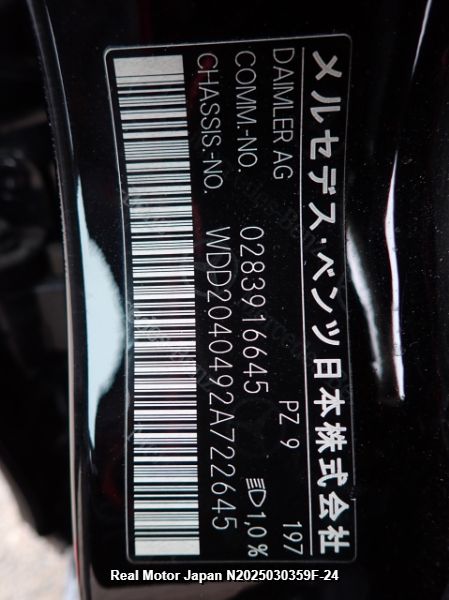 メルセデス・ベンツ日本株式会社
DAIMLER AG 197
COMM.-NO. 0283916645 PZ 9 1,0%
CHASSIS.-NO. WDD2040492A722645
Real Motor Japan N2025030359F-24